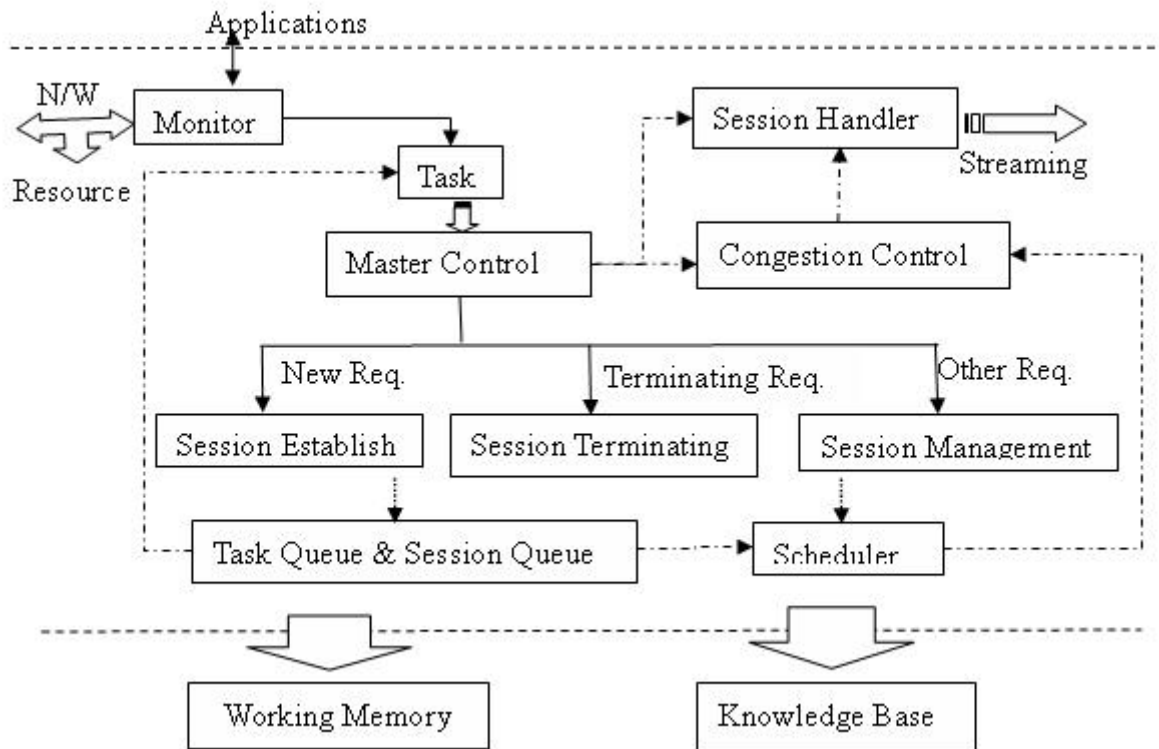 Applications
N/W
Monitor
Session Handler
Streaming
Resource
Task
Master Control
Congestion Control
New Req.
Terminating Req.
Other Req.
Session Establish
Session Terminating
Session Management
Task Queue & Session Queue
Scheduler
Working Memory
Knowledge Base